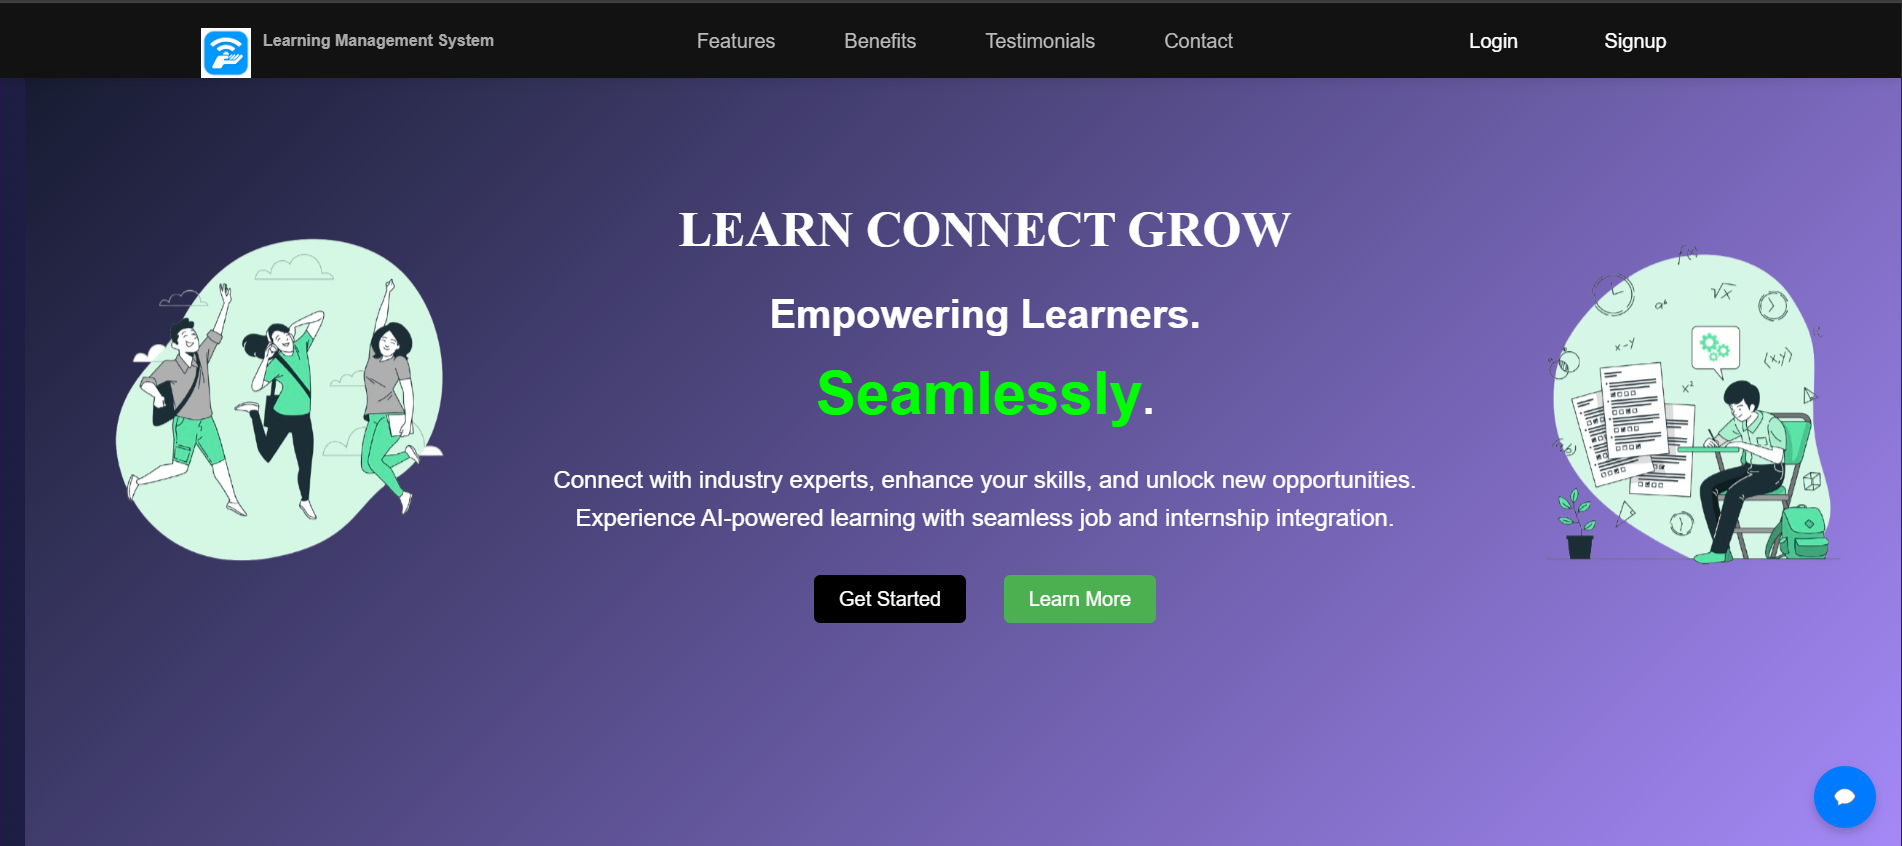 Learning Management System
Features
Benefits
Testimonials
Contact
Login
Signup
LEARN CONNECT GROW
Empowering Learners.
Seamlessly.
Connect with industry experts, enhance your skills, and unlock new opportunities.
Experience AI-powered learning with seamless job and internship integration.
Get Started
Learn More
f(x)
√x
x-y
(x,y)
x²